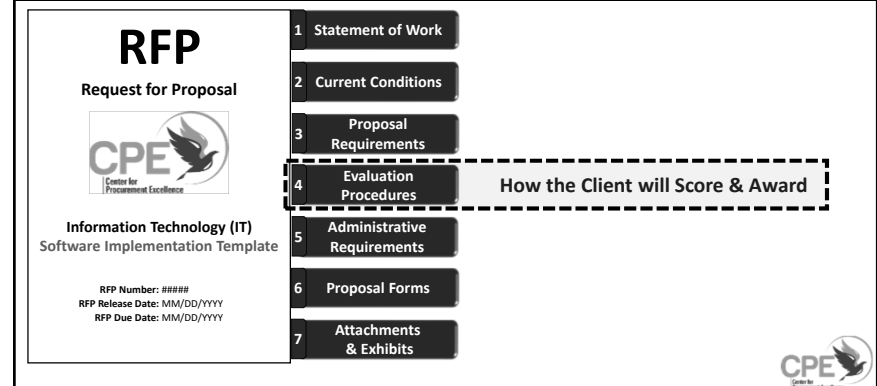 RFP
Request for Proposal
CPE
Center for
Procurement Excellence
Information Technology (IT)
Software Implementation Template
RFP Number: #####
RFP Release Date: MM/DD/YYYY
RFP Due Date: MM/DD/YYYY
1 Statement of Work
2 Current Conditions
3 Proposal
Requirements
4 Evaluation
Procedures
How the Client will Score & Award
5 Administrative
Requirements
6 Proposal Forms
7 Attachments
& Exhibits
CPE
Center for